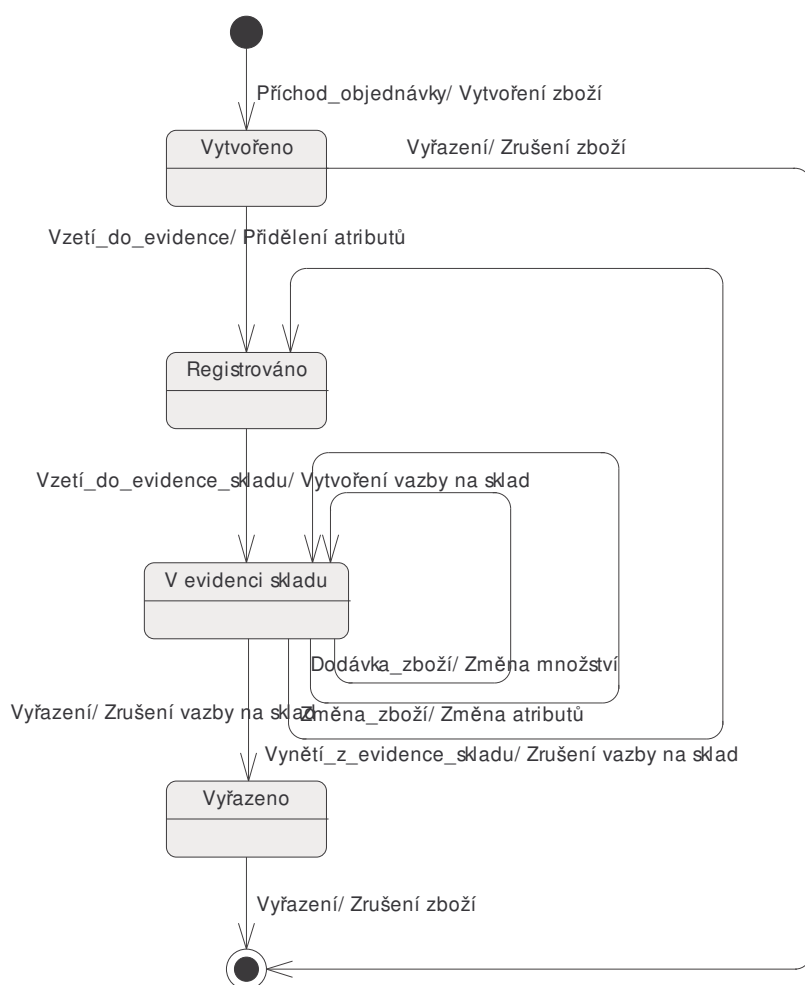 Příchod_objednávky/ Vytvoření zboží
Vytvořeno
Vyřazení/ Zrušení zboží
Vzetí_do_evidence/ Přidělení atributů
Registrováno
Vzetí_do_evidence_skladu/ Vytvoření vazby na sklad
V evidenci skladu
Dodávka_zboží/ Změna množství
Vyřazení/ Zrušení vazby na sklad
Změna_zboží/ Změna atributů
Vynětí_z_evidence_skladu/ Zrušení vazby na sklad
Vyřazeno
Vyřazení/ Zrušení zboží